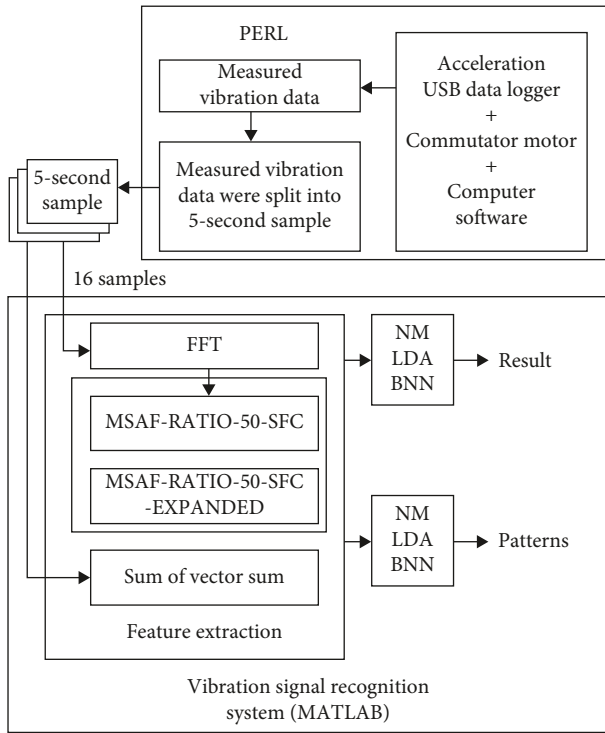 PERL
Measured
vibration data
Acceleration
USB data logger
+
Commutator motor
+
Computer
software
Measured vibration
data were split into
5-second sample
5-second
sample
16 samples
FFT
MSAF-RATIO-50-SFC
MSAF-RATIO-50-SFC
-EXPANDED
Sum of vector sum
Feature extraction
NM
LDA
BNN
Result
NM
LDA
BNN
Patterns
Vibration signal recognition
system (MATLAB)